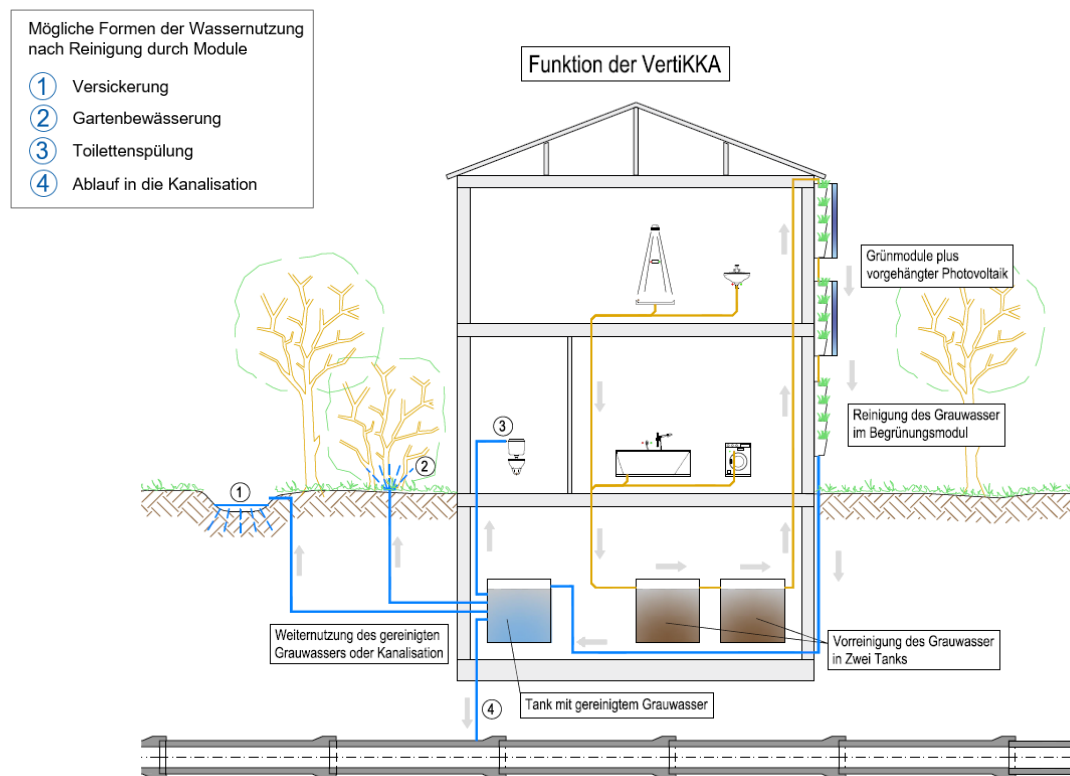 Mögliche Formen der Wassernutzung
nach Reinigung durch Module
1 Versickerung
2 Gartenbewässerung
3 Toilettenspülung
4 Ablauf in die Kanalisation
Funktion der VertiKKA
Grünmodule plus
vorgehängter Photovoltaik
Reinigung des Grauwasser
im Begrünungsmodul
3
2
1
Weiternutzung des gereinigten
Grauwassers oder Kanalisation
Vorreinigung des Grauwasser
in Zwei Tanks
Tank mit gereinigtem Grauwasser
4